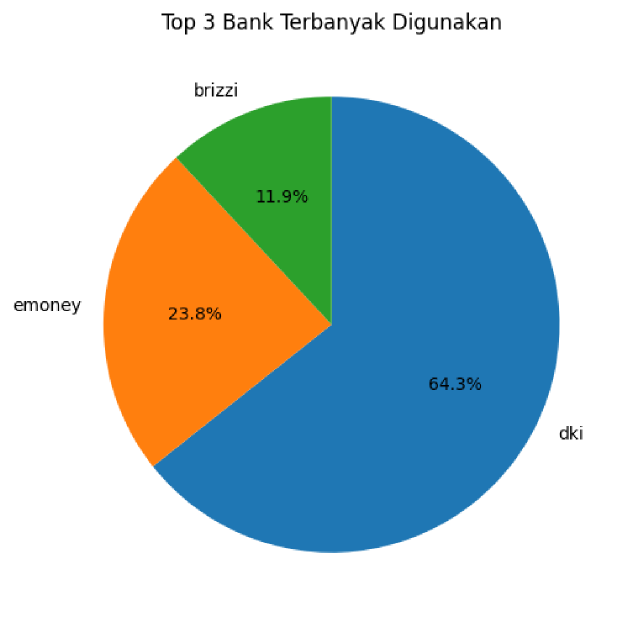 Top 3 Bank Terbanyak Digunakan
brizzi
11.9%
emoney
23.8%
64.3%
dki